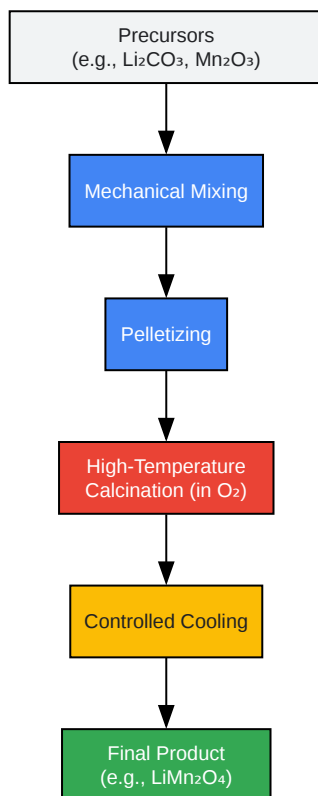 Precursors
(e.g., Li₂CO₃, Mn₂O₃)
Mechanical Mixing
Pelletizing
High-Temperature
Calcination (in O₂)
Controlled Cooling
Final Product
(e.g., LiMn₂O₄)